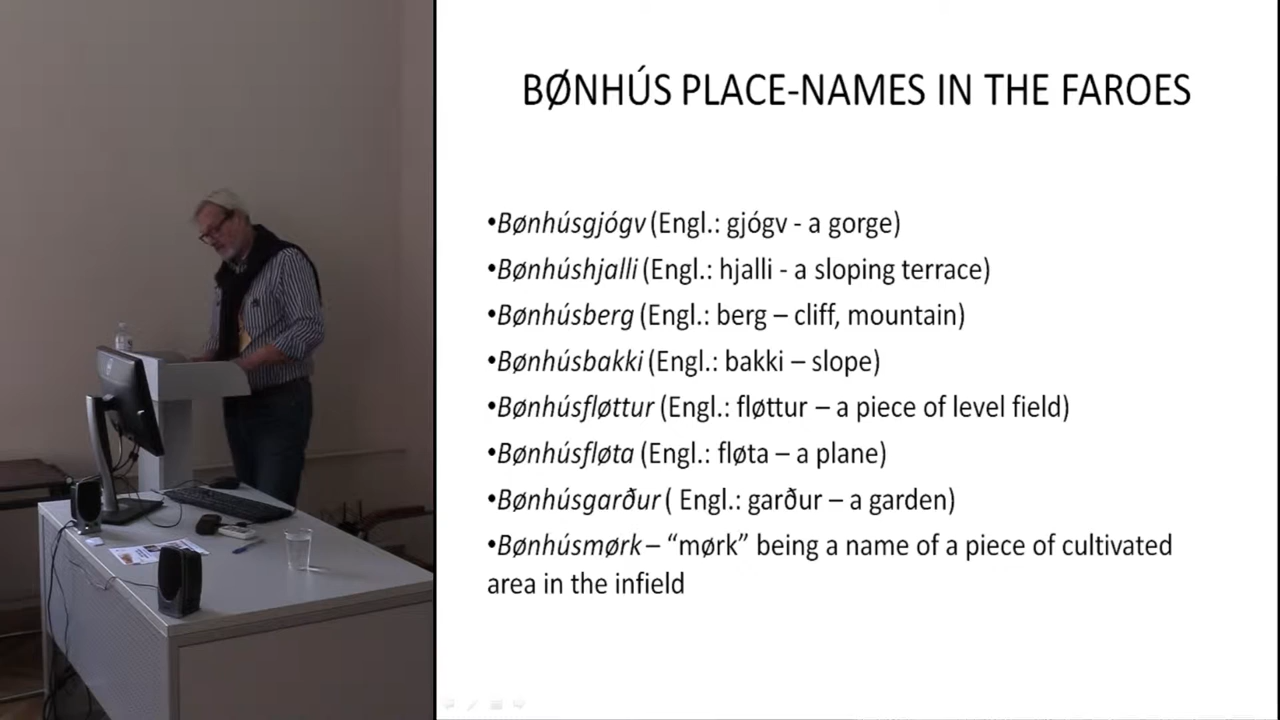 BØNHÚS PLACE-NAMES IN THE FAROES
•Bønhúsgjógv (Engl.: gjógv - a gorge)
•Bønhúshjalli (Engl.: hjalli - a sloping terrace)
•Bønhúsberg (Engl.: berg – cliff, mountain)
•Bønhúsbakki (Engl.: bakki – slope)
•Bønhúsfløttur (Engl.: fløttur – a piece of level field)
•Bønhúsfløta (Engl.: fløta – a plane)
•Bønhúsgarður ( Engl.: garður – a garden)
•Bønhúsmørk – “mørk” being a name of a piece of cultivated
area in the infield